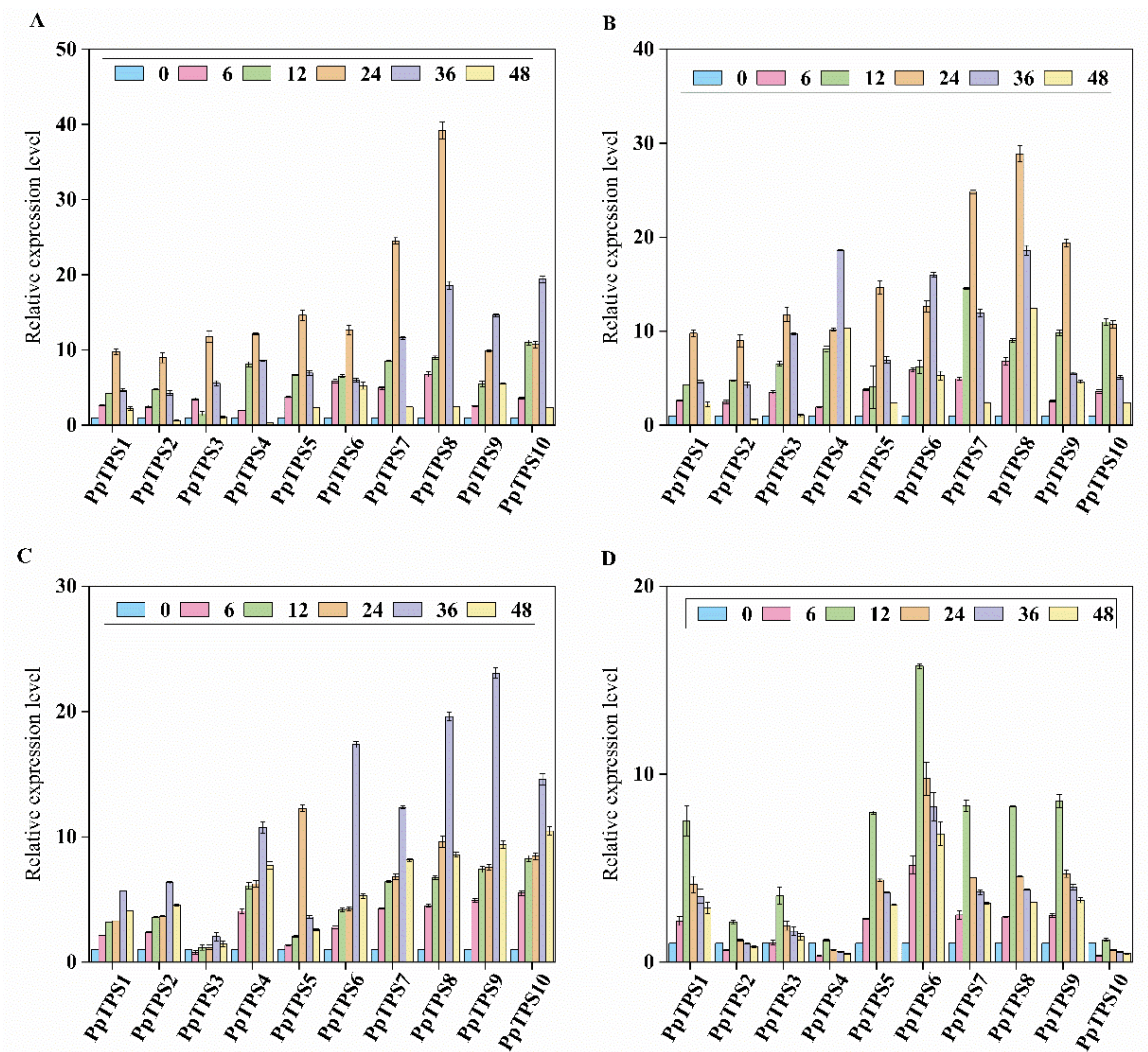 A
Relative expression level
50
40
30
20
10
0
0 6 12 24 36 48
PpTPS1 PpTPS2 PpTPS3 PpTPS4 PpTPS5 PpTPS6 PpTPS7 PpTPS8 PpTPS9 PpTPS10
B
Relative expression level
40
30
20
10
0
0 6 12 24 36 48
PpTPS1 PpTPS2 PpTPS3 PpTPS4 PpTPS5 PpTPS6 PpTPS7 PpTPS8 PpTPS9 PpTPS10
C
Relative expression level
30
20
10
0
0 6 12 24 36 48
PpTPS1 PpTPS2 PpTPS3 PpTPS4 PpTPS5 PpTPS6 PpTPS7 PpTPS8 PpTPS9 PpTPS10
D
Relative expression level
20
10
0
0 6 12 24 36 48
PpTPS1 PpTPS2 PpTPS3 PpTPS4 PpTPS5 PpTPS6 PpTPS7 PpTPS8 PpTPS9 PpTPS10